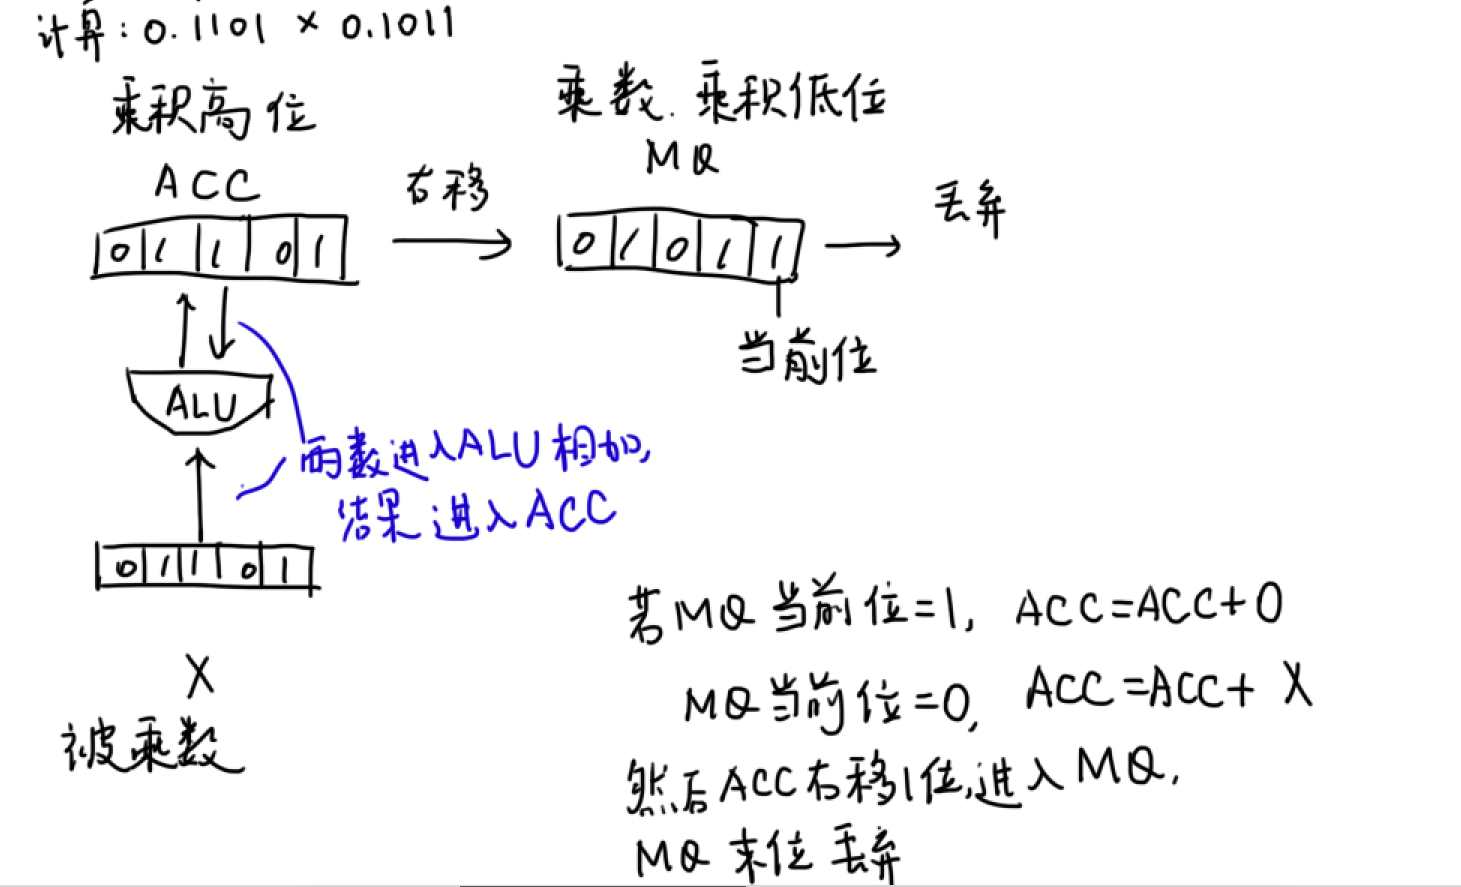 计算：0.1101 × 0.1011
乘积高位
乘数.乘积低位
ACC
右移
MQ
丢弃
0 1 1 0 1
0 1 0 1 1
当前位
ALU
两数进入ALU相加,
结果进入ACC
0 1 1 0 1
X
被乘数
若MQ当前位=1, ACC=ACC+0
MQ当前位=0, ACC=ACC+X
然后ACC右移1位,进入MQ,
MQ末位丢弃